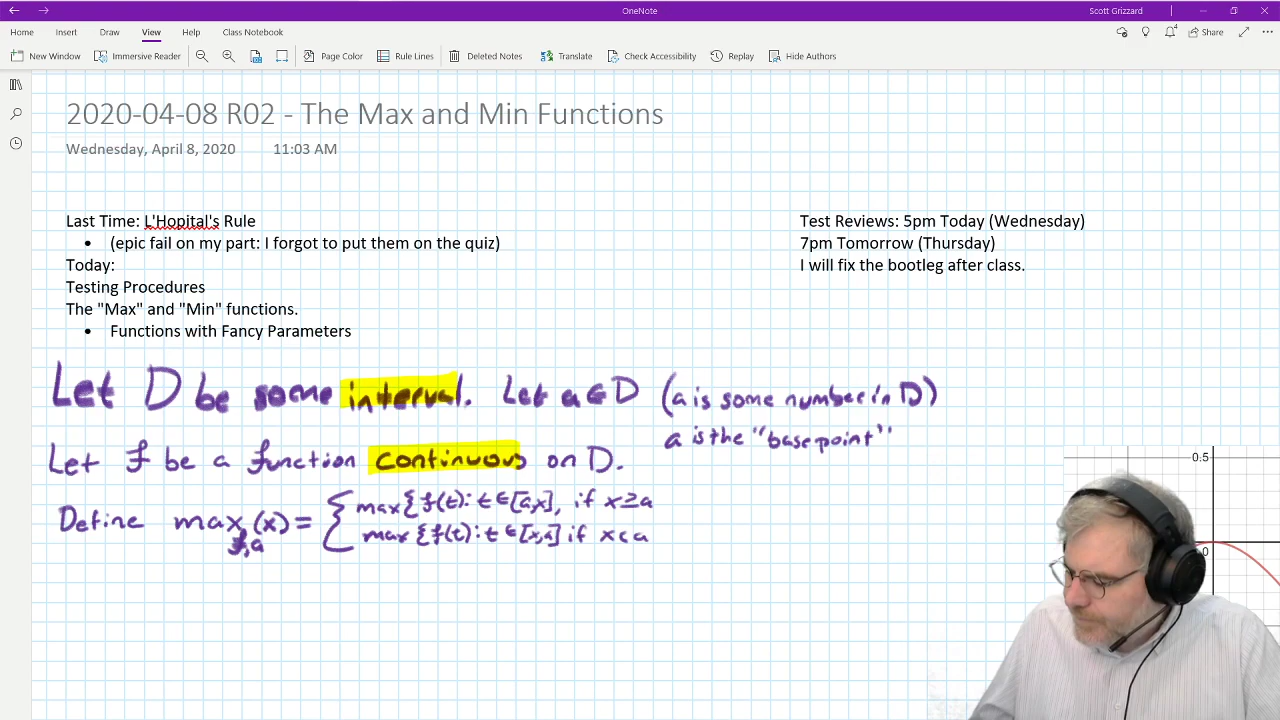 OneNote
Scott Grizzard
Home Insert Draw View Help Class Notebook
Share
New Window Immersive Reader Page Color Rule Lines Deleted Notes Translate Check Accessibility Replay Hide Authors
2020-04-08 R02 - The Max and Min Functions
Wednesday, April 8, 2020 11:03 AM
Last Time: L'Hopital's Rule
• (epic fail on my part: I forgot to put them on the quiz)
Today:
Testing Procedures
The "Max" and "Min" functions.
• Functions with Fancy Parameters
Test Reviews: 5pm Today (Wednesday)
7pm Tomorrow (Thursday)
I will fix the bootleg after class.
Let D be some interval. Let a ∈ D (a is some number in D)
a is the "base point"
Let f be a function continuous on D.
Define max f,a (x) = { max{f(t): t ∈ [a,x], if x ≥ a
max {f(t): t ∈ [x,a] if x < a
0.5
0